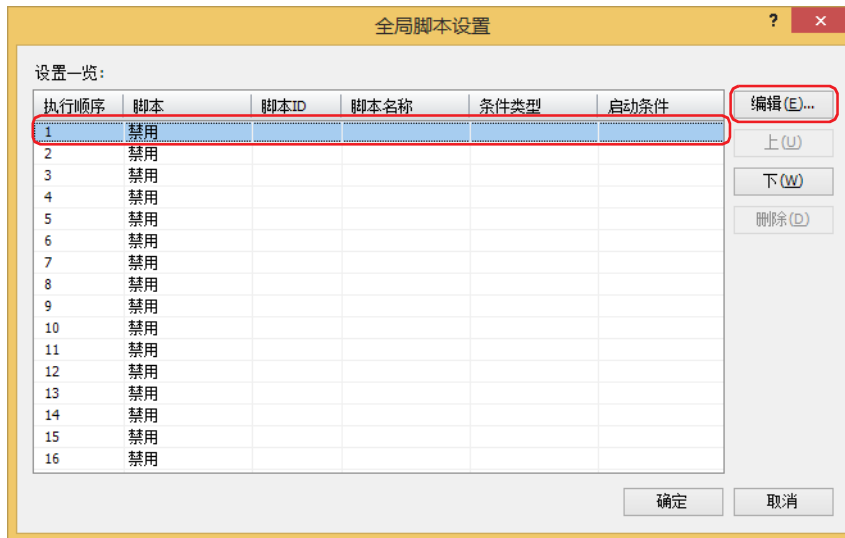 全局脚本设置 ? ×
设置一览:
执行顺序 脚本 脚本ID 脚本名称 条件类型 启动条件 编辑(E)...
1 禁用
上(U)
2 禁用
3 禁用
下(W)
4 禁用
5 禁用
删除(D)
6 禁用
7 禁用
8 禁用
9 禁用
10 禁用
11 禁用
12 禁用
13 禁用
14 禁用
15 禁用
16 禁用
确定 取消